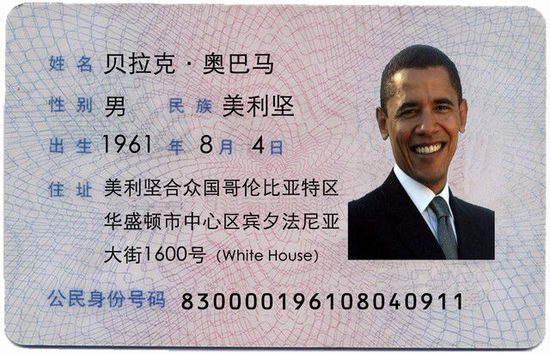 姓名 贝拉克·奥巴马
性别 男 民族 美利坚
出生 1961 年 8 月 4 日
住址 美利坚合众国哥伦比亚特区
华盛顿市中心区宾夕法尼亚
大街1600号（White House）
公民身份号码 830000196108040911